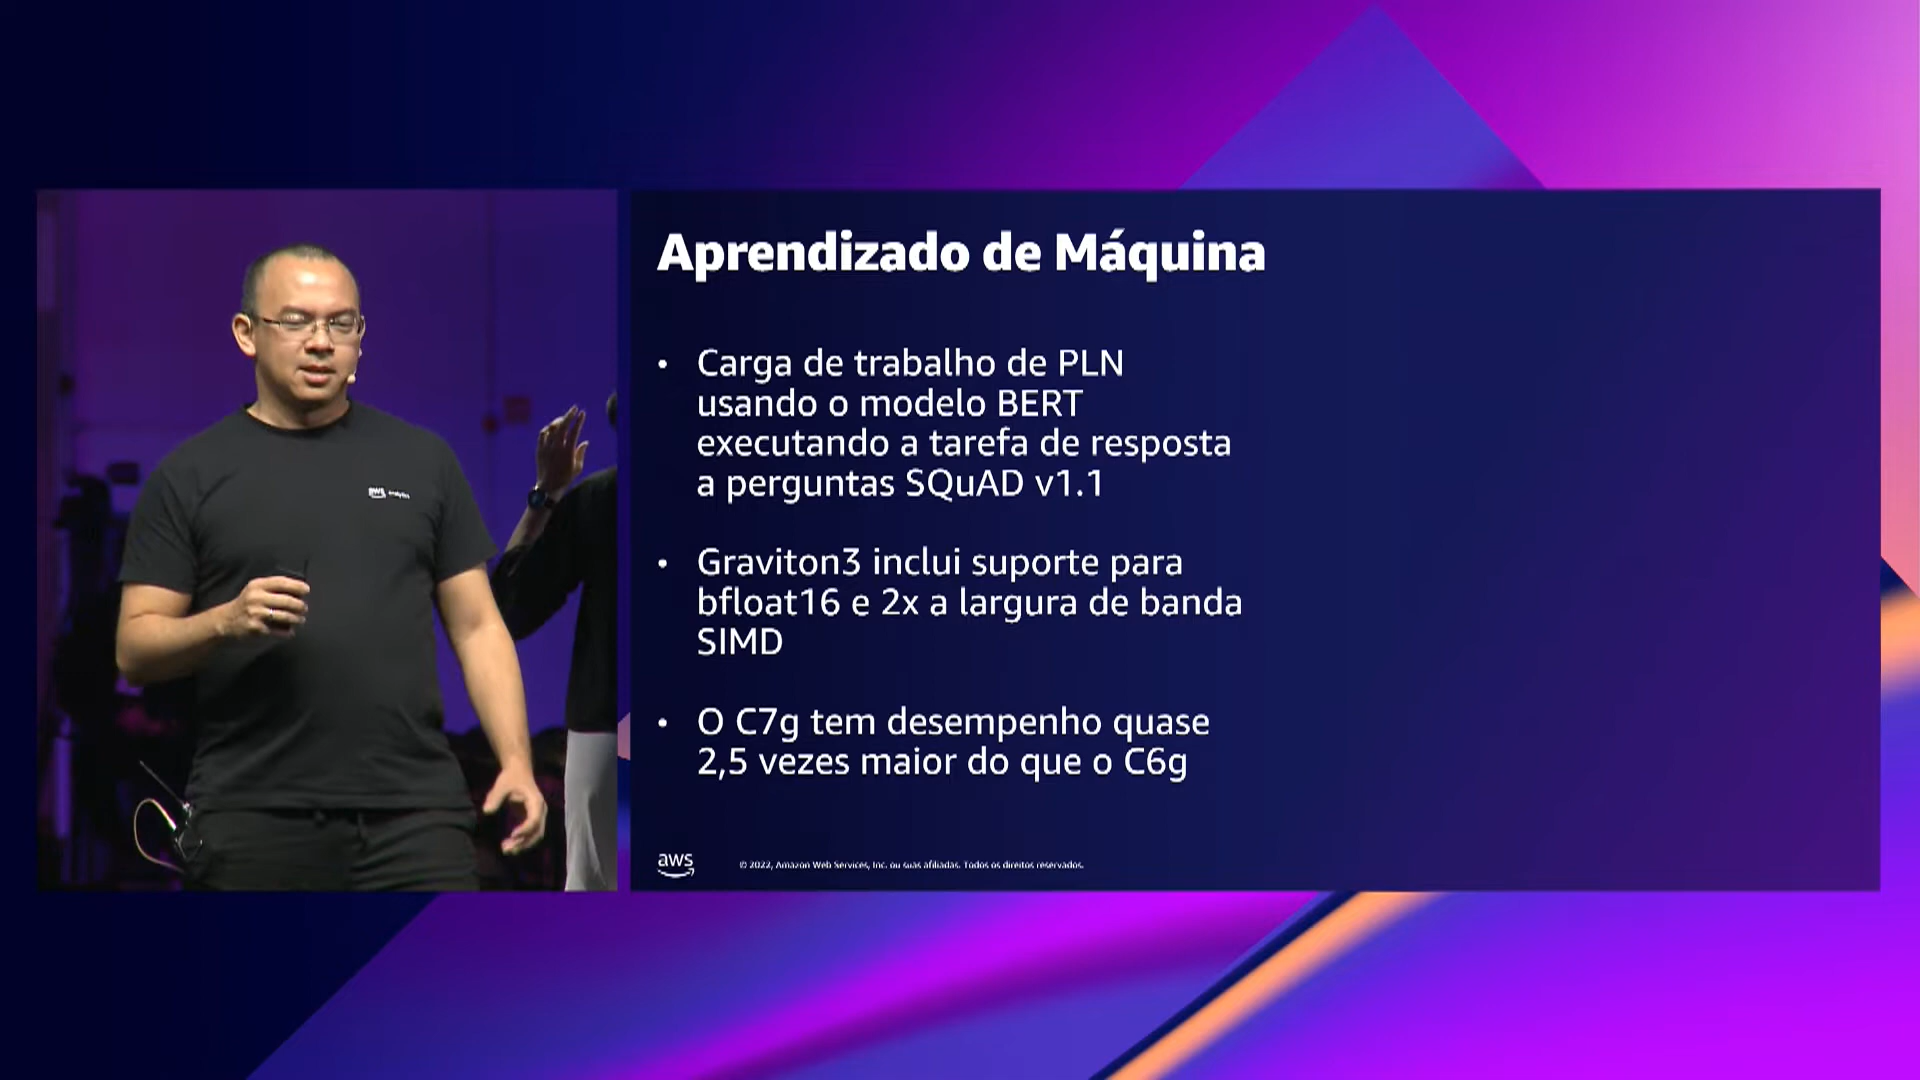 Aprendizado de Máquina
• Carga de trabalho de PLN
usando o modelo BERT
executando a tarefa de resposta
a perguntas SQuAD v1.1
• Graviton3 inclui suporte para
bfloat16 e 2x a largura de banda
SIMD
• O C7g tem desempenho quase
2,5 vezes maior do que o C6g
aws
© 2022, Amazon Web Services, Inc. ou suas afiliadas. Todos os direitos reservados.
aws analytics